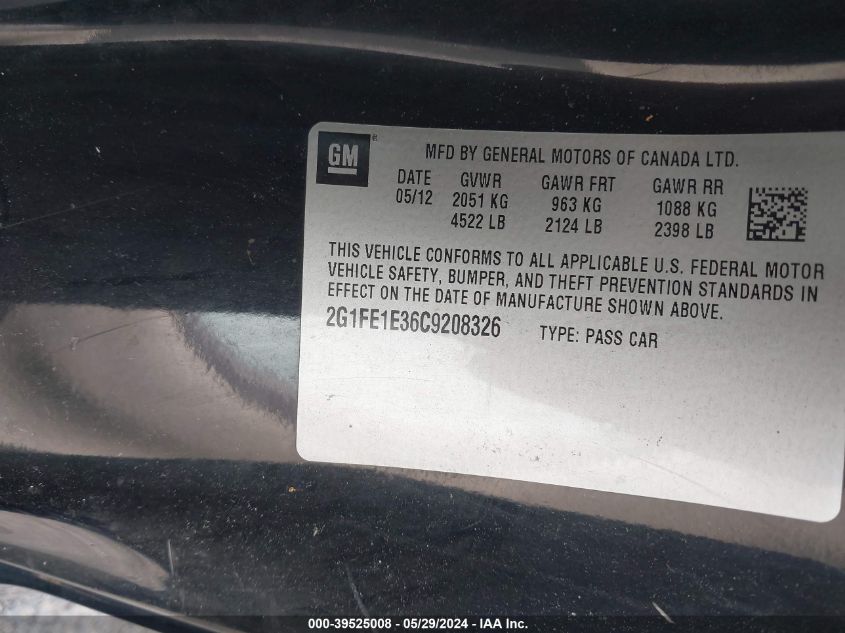 GM ®
MFD BY GENERAL MOTORS OF CANADA LTD.
DATE GVWR GAWR FRT GAWR RR
05/12 2051 KG 963 KG 1088 KG
4522 LB 2124 LB 2398 LB
THIS VEHICLE CONFORMS TO ALL APPLICABLE U.S. FEDERAL MOTOR
VEHICLE SAFETY, BUMPER, AND THEFT PREVENTION STANDARDS IN
EFFECT ON THE DATE OF MANUFACTURE SHOWN ABOVE.
2G1FE1E36C9208326 TYPE: PASS CAR
000-39525008 - 05/29/2024 - IAA Inc.